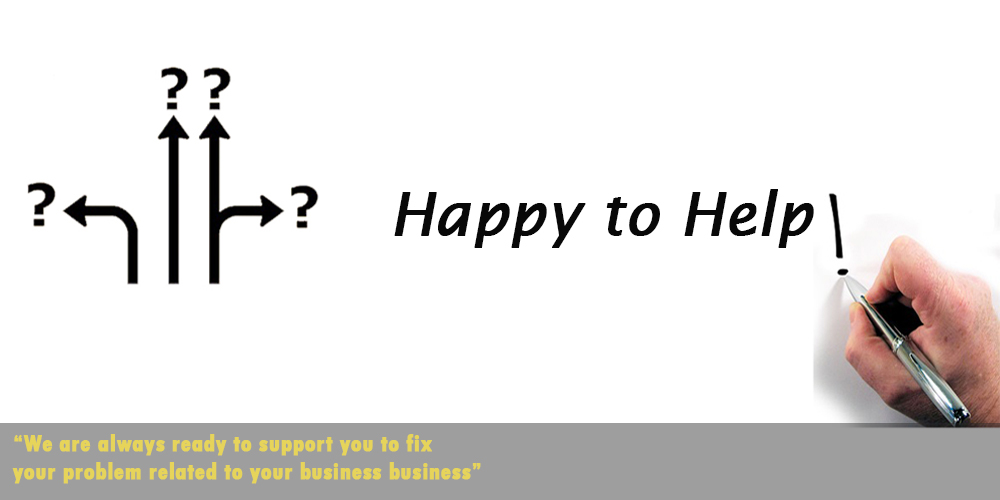 ? ?
? ?
Happy to Help!
“We are always ready to support you to fix
your problem related to your business business”